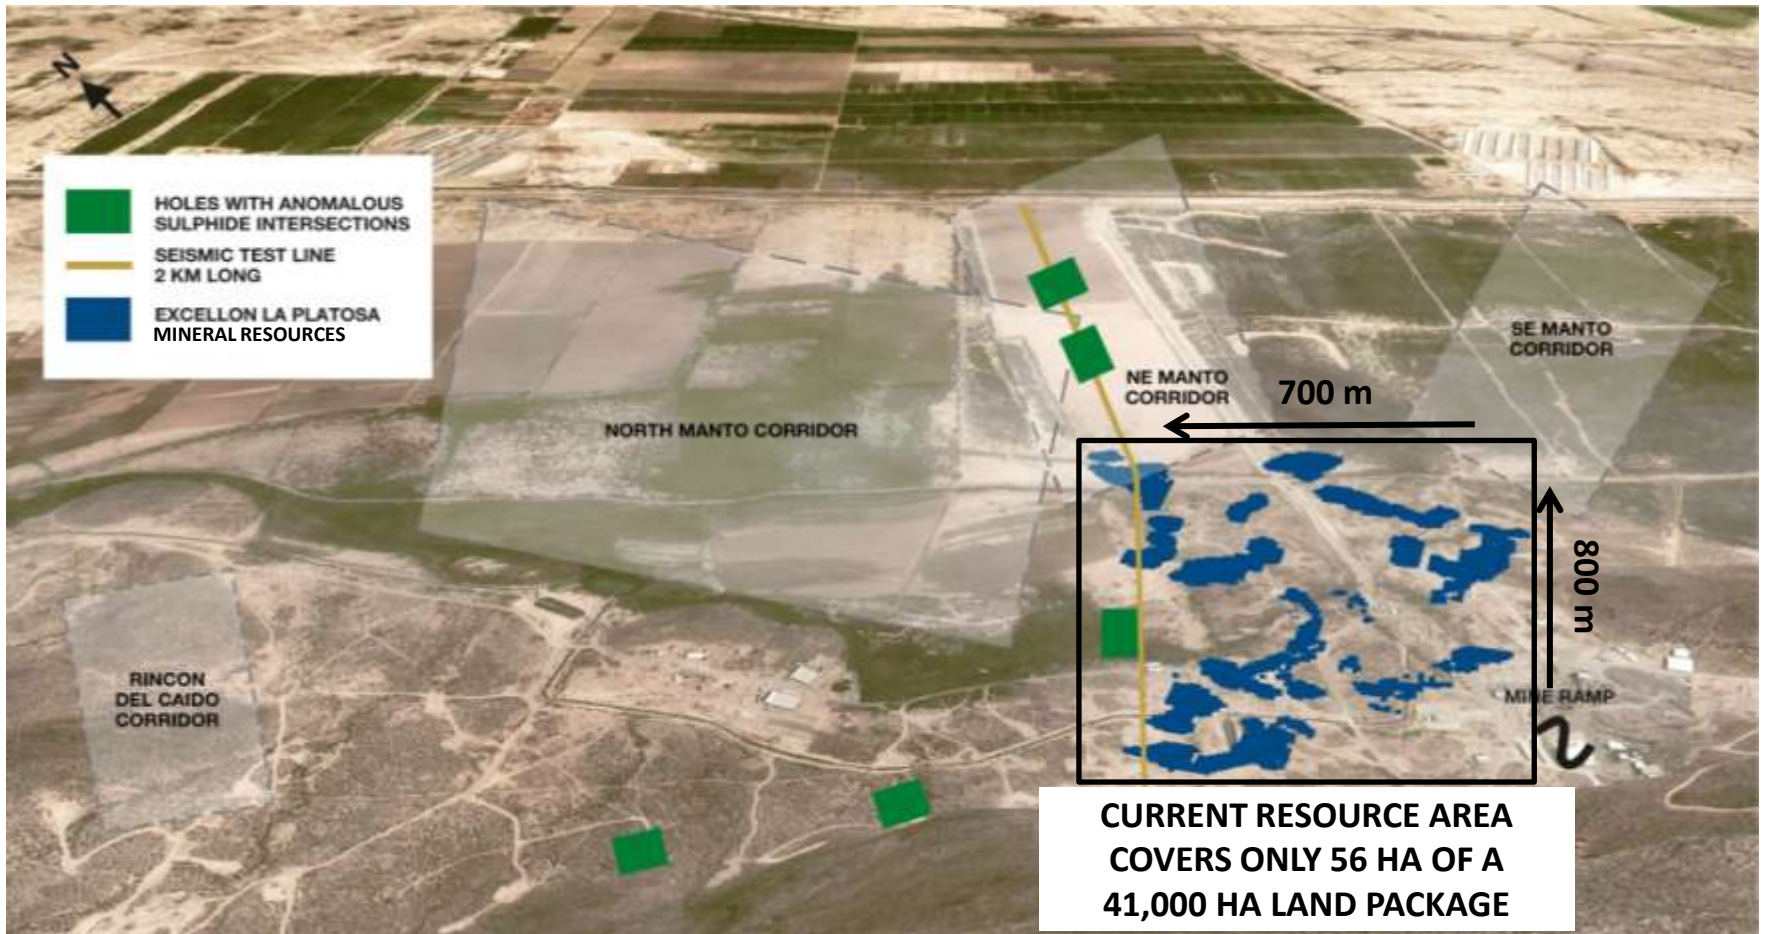 N
HOLES WITH ANOMALOUS
SULPHIDE INTERSECTIONS
SEISMIC TEST LINE
2 KM LONG
EXCELLON LA PLATOSA
MINERAL RESOURCES
SE MANTO
CORRIDOR
NE MANTO
CORRIDOR
700 m
NORTH MANTO CORRIDOR
800 m
RINCON
DEL CAIDO
CORRIDOR
MINE RAMP
CURRENT RESOURCE AREA
COVERS ONLY 56 HA OF A
41,000 HA LAND PACKAGE